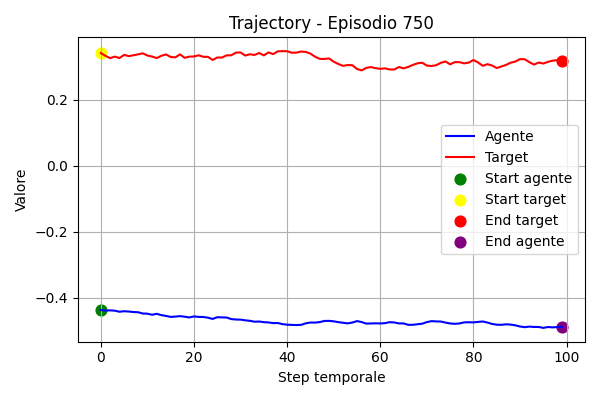 Trajectory - Episodio 750
Valore
0.2
0.0
−0.2
−0.4
Agente
Target
Start agente
Start target
End target
End agente
0
20
40
60
80
100
Step temporale